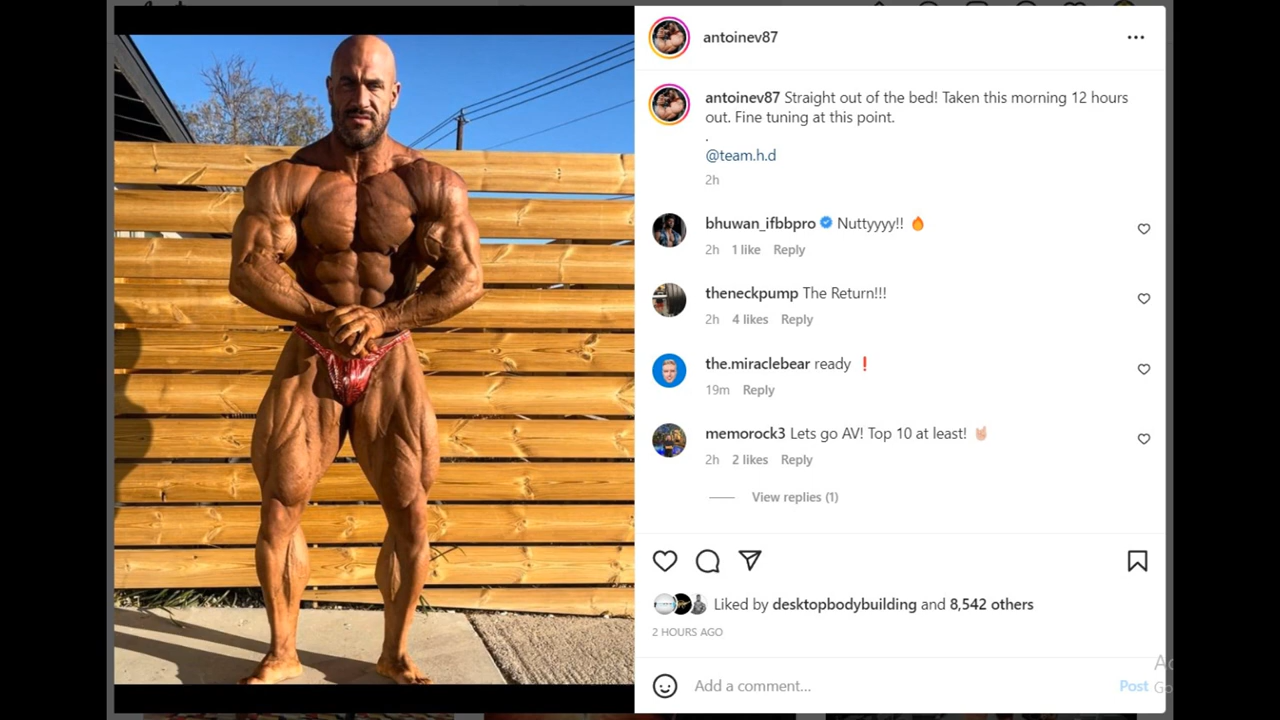 antoinev87
antoinev87 Straight out of the bed! Taken this morning 12 hours
out. Fine tuning at this point.
.
@team.h.d
2h
bhuwan_ifbbpro Nuttyyyy!! 🔥
2h 1 like Reply
theneckpump The Return!!!
2h 4 likes Reply
the.miraclebear ready ❗
19m Reply
memorock3 Lets go AV! Top 10 at least! 🤘🏻
2h 2 likes Reply
View replies (1)
Liked by desktopbodybuilding and 8,542 others
2 HOURS AGO
Add a comment...
Post